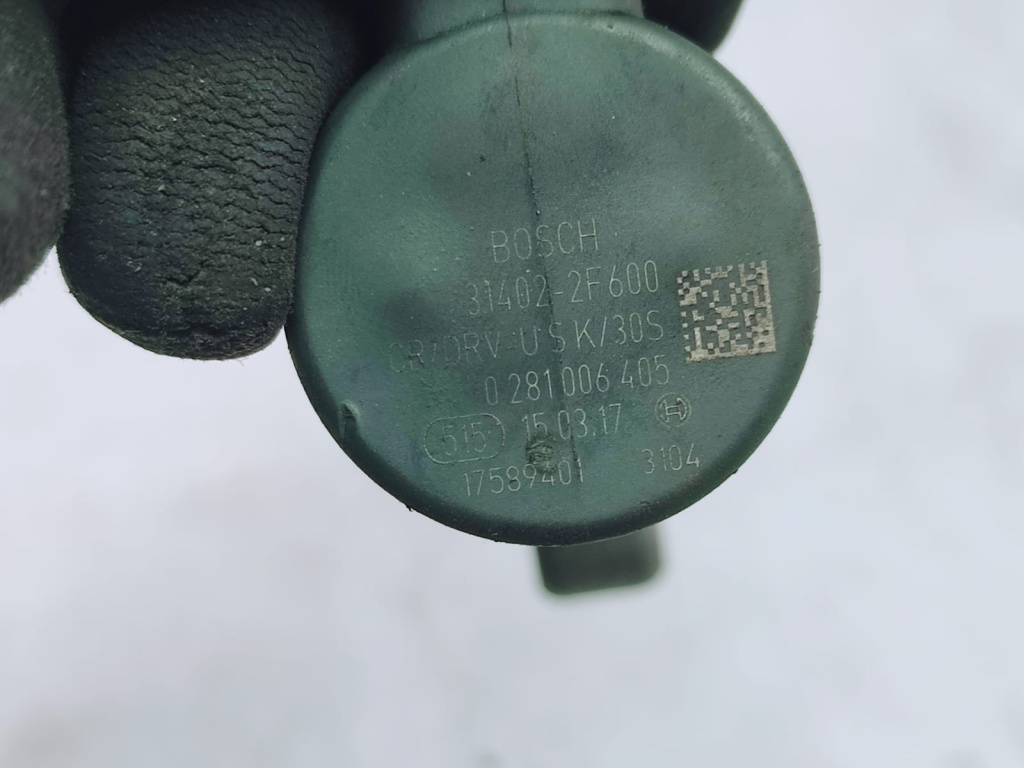 BOSCH
31402-2F600
CR/DRV-USK/30S
0 281 006 405
515 15.03.17
17589401 3104